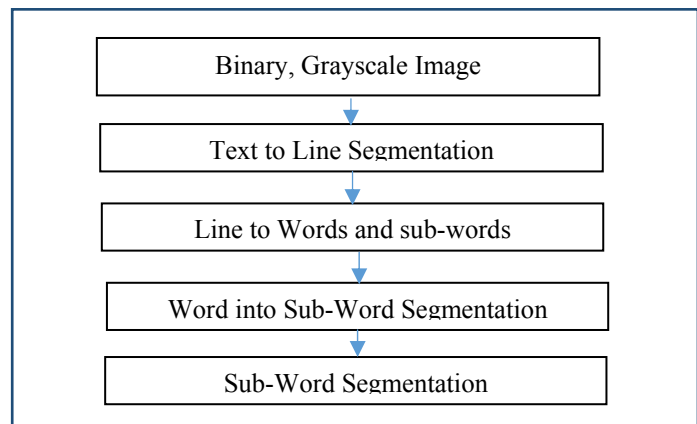 Binary, Grayscale Image
Text to Line Segmentation
Line to Words and sub-words
Word into Sub-Word Segmentation
Sub-Word Segmentation